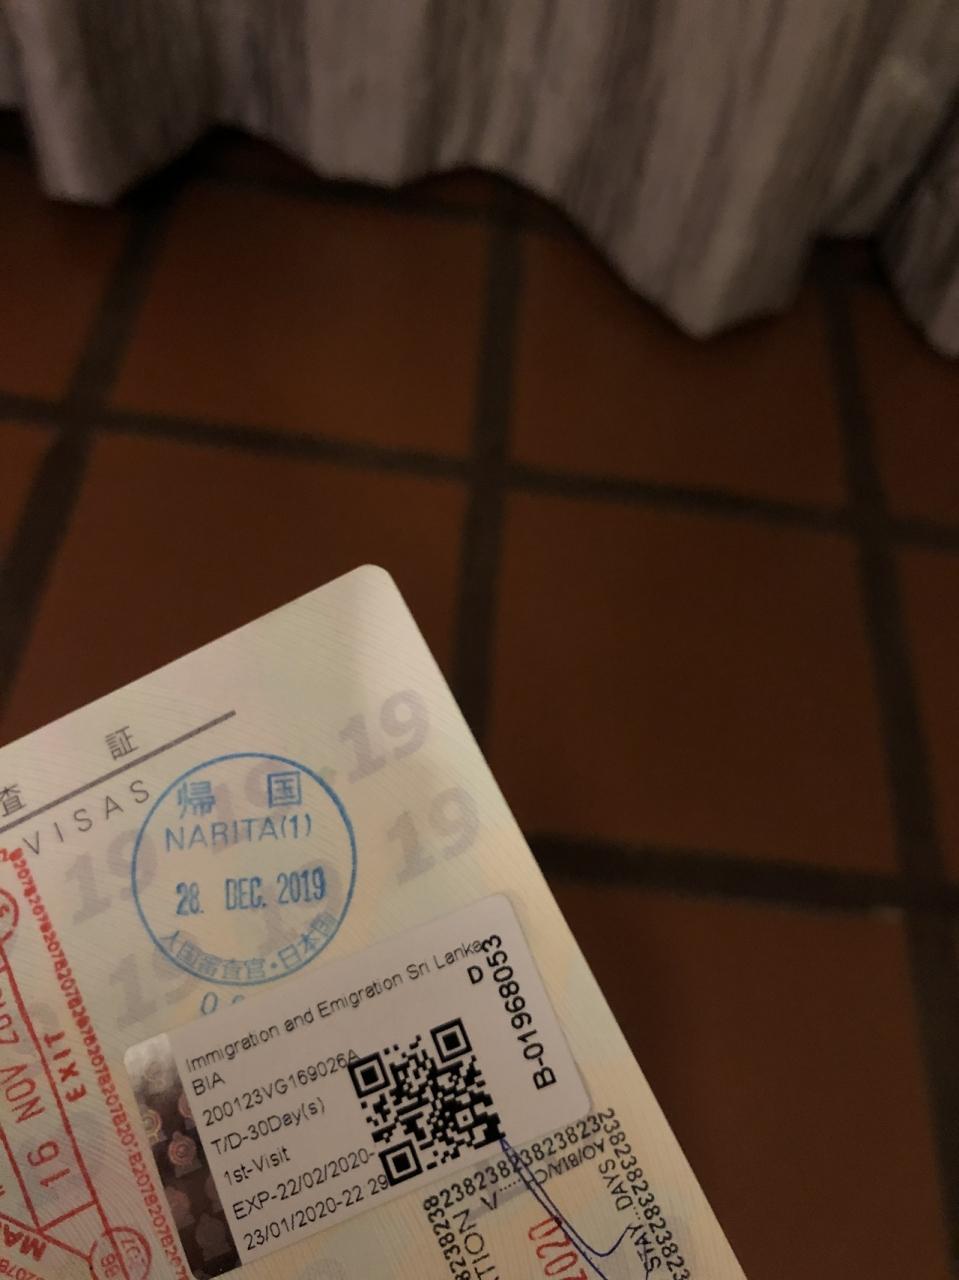 査 証
VISAS
帰 国
NARITA(1)
28. DEC. 2019
入国審査官・日本国
Immigration and Emigration Sri Lanka
BIA D
200123VG169026A
T/D-30Day(s)
1st-Visit
EXP-22/02/2020-
23/01/2020-22 29
B-01968053
EXIT
16 NOV
STAY DAYS